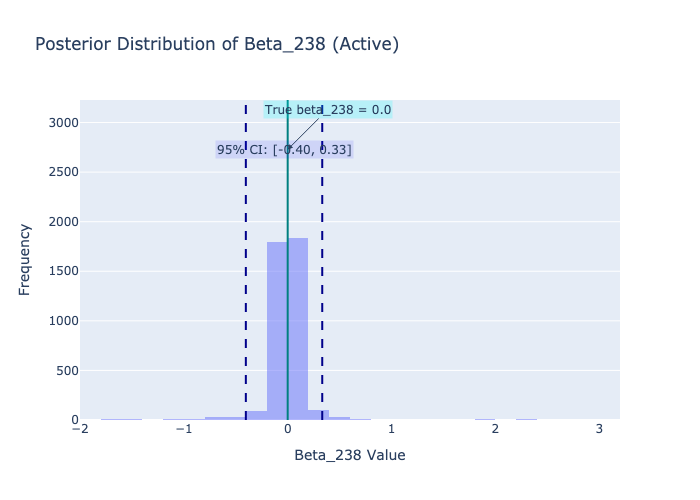 Posterior Distribution of Beta_238 (Active)
True beta_238 = 0.0
95% CI: [-0.40, 0.33]
3000
2500
2000
1500
1000
500
0
−2
−1
0
1
2
3
Frequency
Beta_238 Value